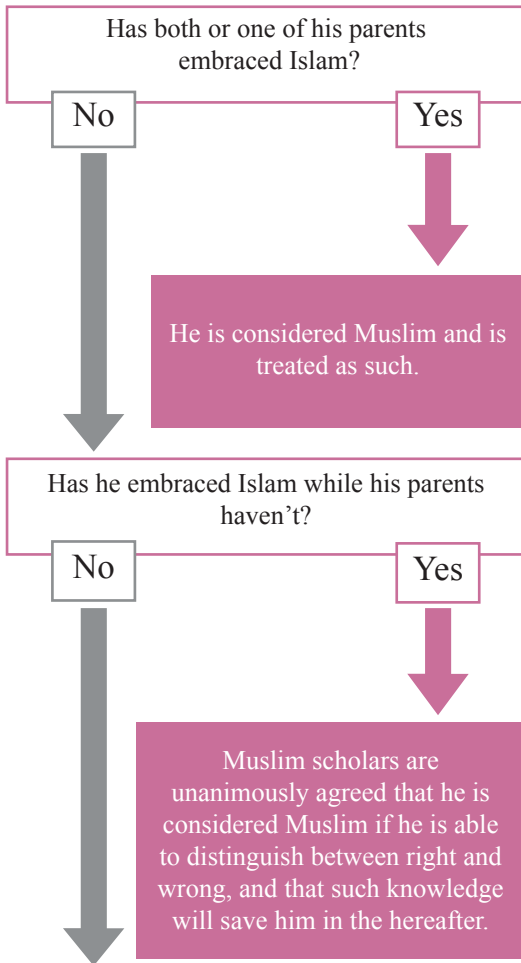 Has both or one of his parents
embraced Islam?
No
Yes
He is considered Muslim and is
treated as such.
Has he embraced Islam while his parents
haven't?
No
Yes
Muslim scholars are
unanimously agreed that he is
considered Muslim if he is able
to distinguish between right and
wrong, and that such knowledge
will save him in the hereafter.